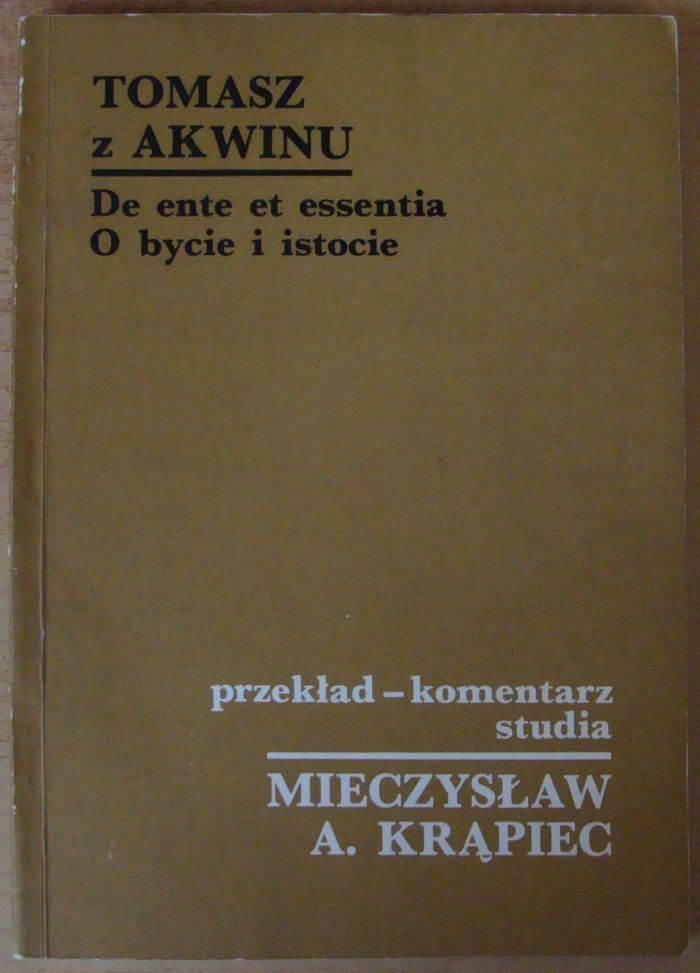 TOMASZ
z AKWINU
De ente et essentia
O bycie i istocie
przekład – komentarz
studia
MIECZYSŁAW
A. KRĄPIEC